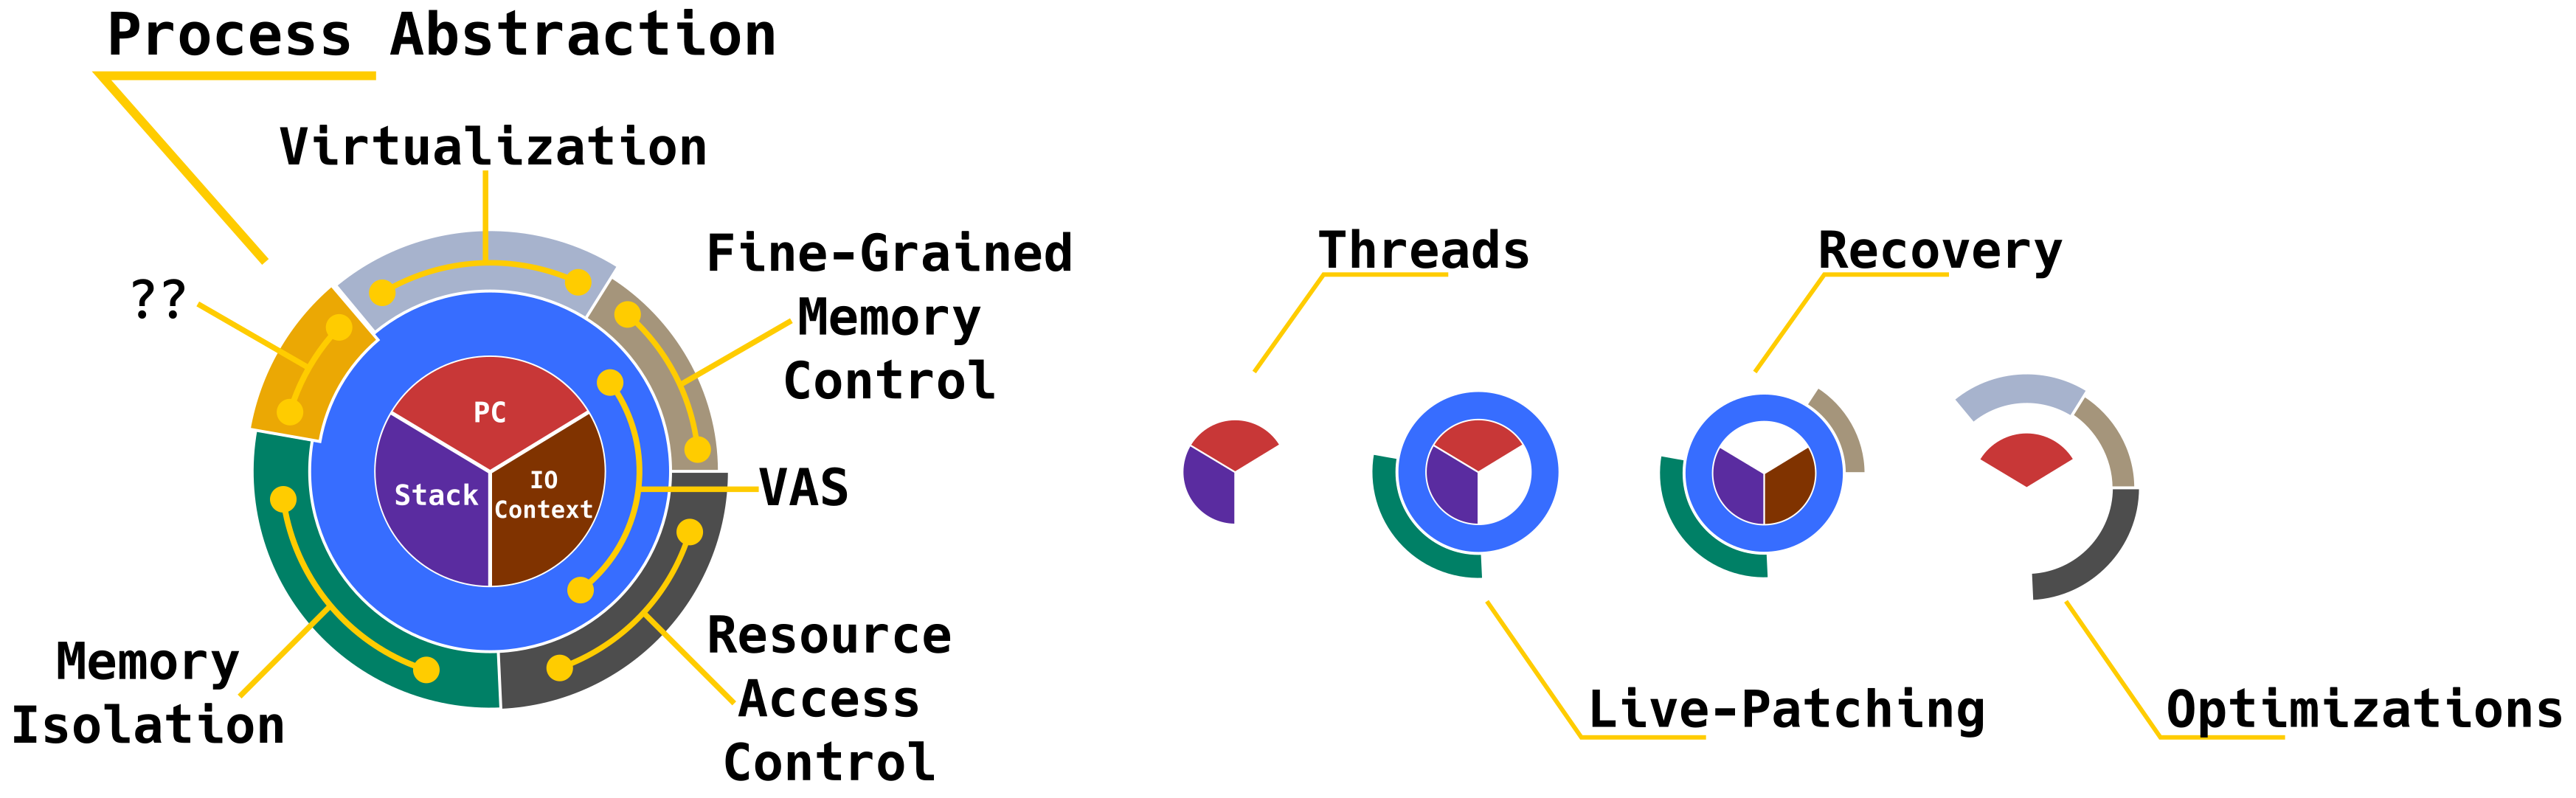 Process Abstraction
Virtualization
Fine-Grained
Memory
Control
??
PC
Stack
IO
Context
VAS
Memory
Isolation
Resource
Access
Control
Threads
Recovery
Live-Patching
Optimizations